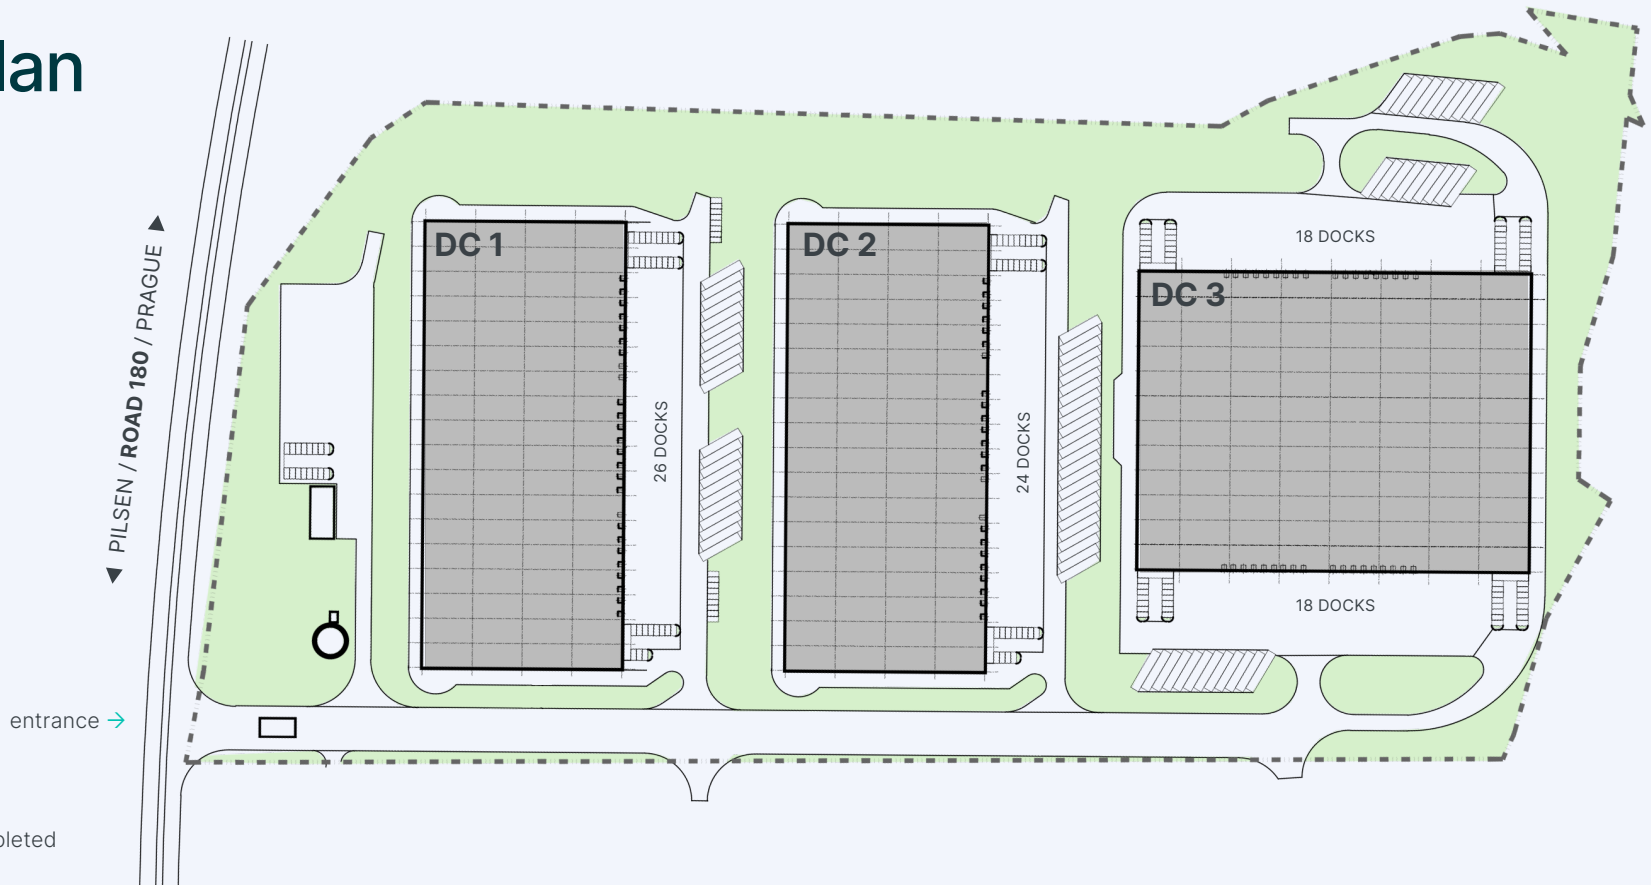 lan
DC 1
DC 2
18 DOCKS
DC 3
◀ PILSEN / ROAD 180 / PRAGUE ▶
26 DOCKS
24 DOCKS
18 DOCKS
entrance →
pleted